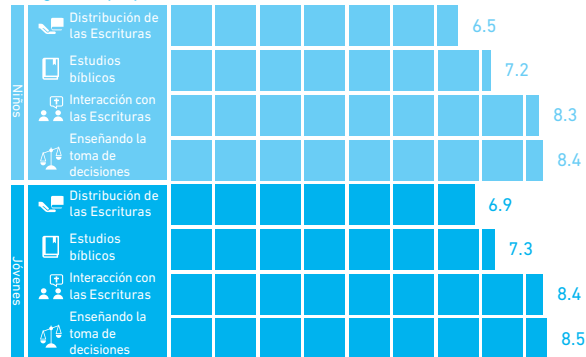 Niños
Distribución de
las Escrituras
6.5
Estudios
bíblicos
7.2
Interacción con
las Escrituras
8.3
Enseñando la
toma de
decisiones
8.4
Jóvenes
Distribución de
las Escrituras
6.9
Estudios
bíblicos
7.3
Interacción con
las Escrituras
8.4
Enseñando la
toma de
decisiones
8.5